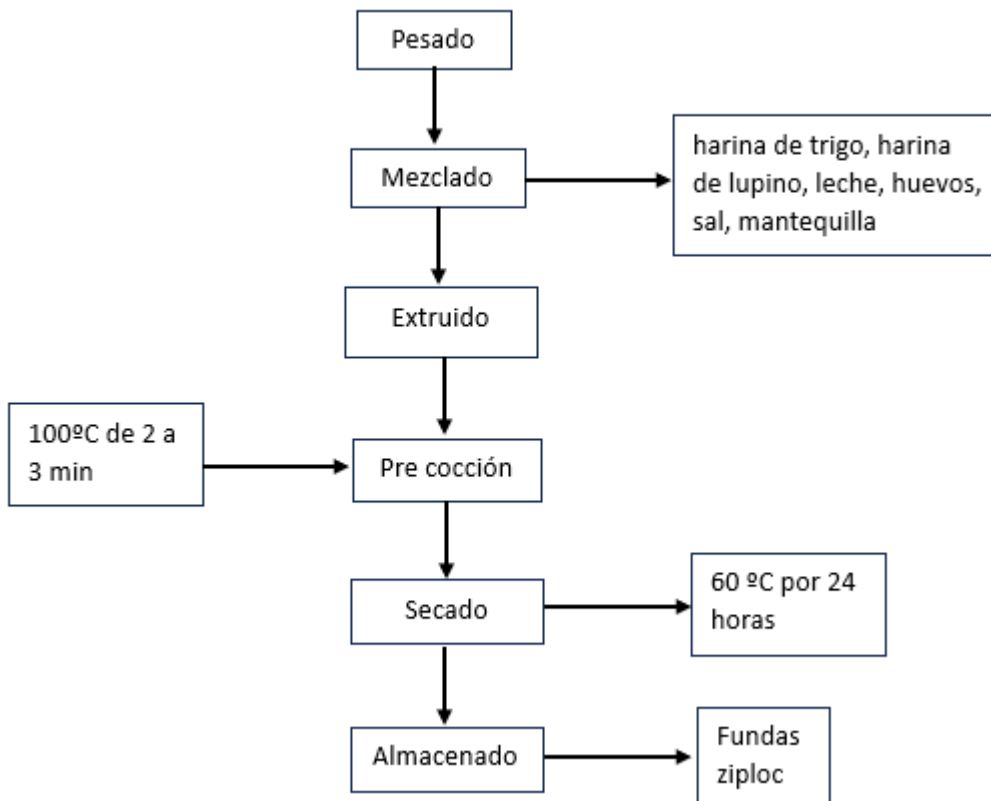 Pesado
Mezclado
harina de trigo, harina
de lupino, leche, huevos,
sal, mantequilla
Extruido
100ºC de 2 a
3 min
Pre cocción
Secado
60 ºC por 24
horas
Almacenado
Fundas
ziploc